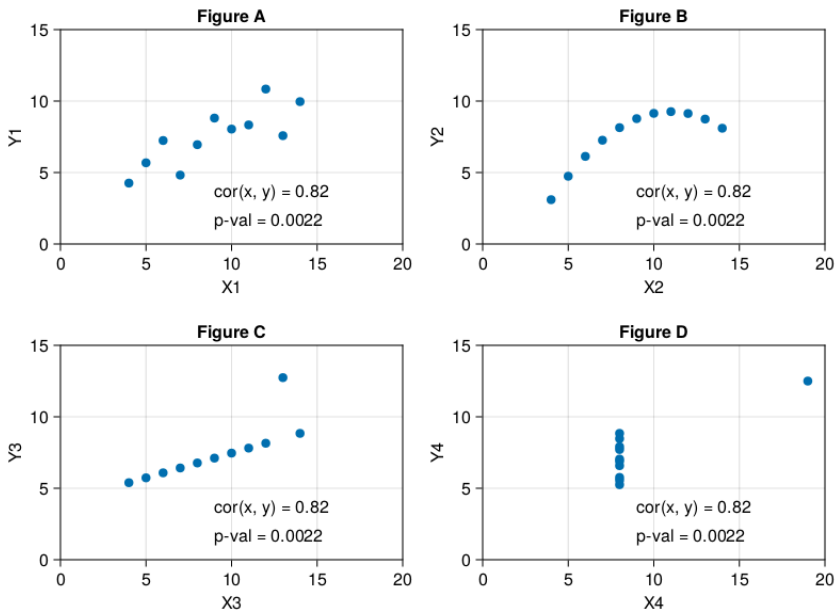 Figure A
15
10
5
0
Y1
cor(x, y) = 0.82
p-val = 0.0022
0 5 10 15 20
X1
Figure B
15
10
5
0
Y2
cor(x, y) = 0.82
p-val = 0.0022
0 5 10 15 20
X2
Figure C
15
10
5
0
Y3
cor(x, y) = 0.82
p-val = 0.0022
0 5 10 15 20
X3
Figure D
15
10
5
0
Y4
cor(x, y) = 0.82
p-val = 0.0022
0 5 10 15 20
X4